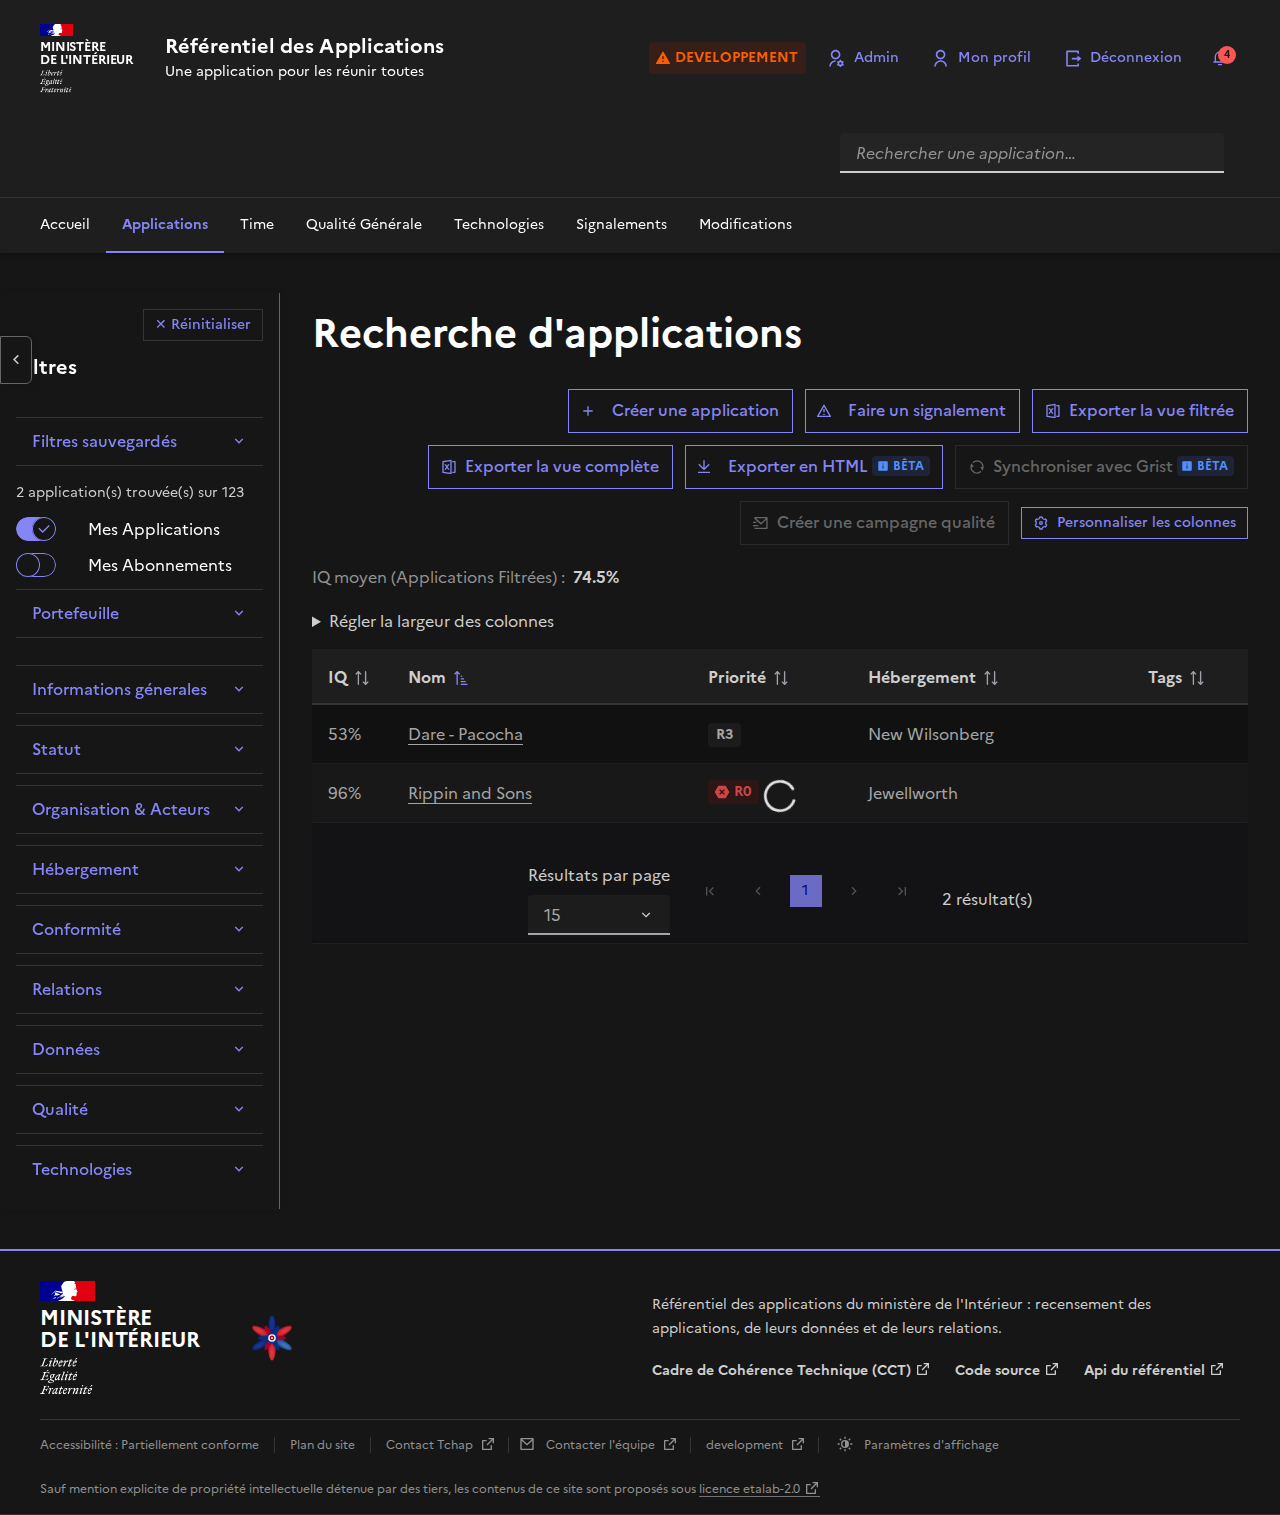 MINISTÈRE
DE L'INTÉRIEUR
Liberté
Égalité
Fraternité
Référentiel des Applications
Une application pour les réunir toutes
DEVELOPPEMENT
Admin
Mon profil
Déconnexion
4
Rechercher une application...
Accueil
Applications
Time
Qualité Générale
Technologies
Signalements
Modifications
Réinitialiser
ltres
Filtres sauvegardés
2 application(s) trouvée(s) sur 123
Mes Applications
Mes Abonnements
Portefeuille
Informations génerales
Statut
Organisation & Acteurs
Hébergement
Conformité
Relations
Données
Qualité
Technologies
Recherche d'applications
Créer une application
Faire un signalement
Exporter la vue filtrée
Exporter la vue complète
Exporter en HTML BÊTA
Synchroniser avec Grist BÊTA
Créer une campagne qualité
Personnaliser les colonnes
IQ moyen (Applications Filtrées) : 74.5%
Régler la largeur des colonnes
IQ Nom Priorité Hébergement Tags
53% Dare - Pacocha R3 New Wilsonberg
96% Rippin and Sons R0 Jewellworth
Résultats par page
15
1
2 résultat(s)
MINISTÈRE
DE L'INTÉRIEUR
Liberté
Égalité
Fraternité
Référentiel des applications du ministère de l'Intérieur : recensement des
applications, de leurs données et de leurs relations.
Cadre de Cohérence Technique (CCT)
Code source
Api du référentiel
Accessibilité : Partiellement conforme
Plan du site
Contact Tchap
Contacter l'équipe
development
Paramètres d'affichage
Sauf mention explicite de propriété intellectuelle détenue par des tiers, les contenus de ce site sont proposés sous licence etalab-2.0